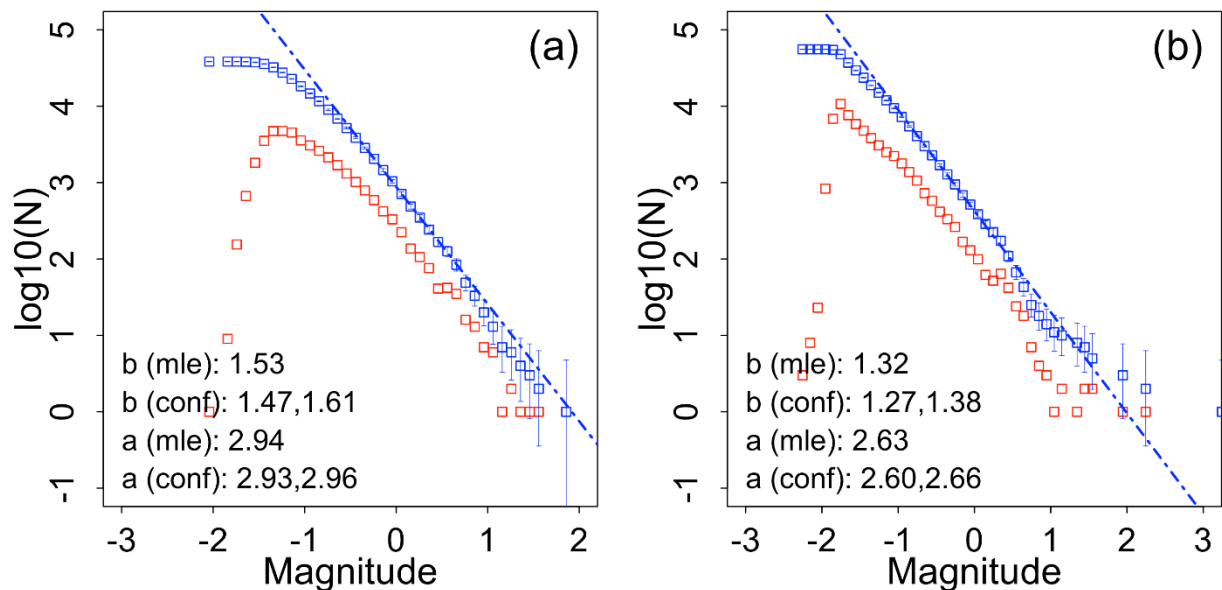 (a)
log10(N)
5
4
3
2
1
0
-1
b (mle): 1.53
b (conf): 1.47,1.61
a (mle): 2.94
a (conf): 2.93,2.96
-3 -2 -1 0 1 2
Magnitude
(b)
log10(N)
5
4
3
2
1
0
-1
b (mle): 1.32
b (conf): 1.27,1.38
a (mle): 2.63
a (conf): 2.60,2.66
-3 -2 -1 0 1 2 3
Magnitude